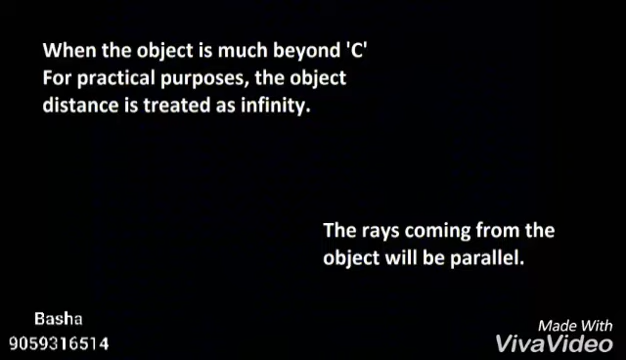 When the object is much beyond 'C'
For practical purposes, the object
distance is treated as infinity.
The rays coming from the
object will be parallel.
Basha
9059316514
Made With
VivaVideo